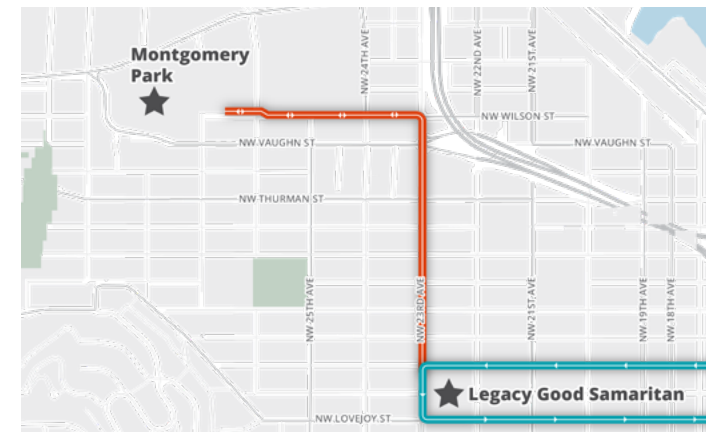 Montgomery
Park
NW 24TH AVE
NW 22ND AVE
NW 21ST AVE
NW WILSON ST
NW VAUGHN ST
NW VAUGHN ST
NW THURMAN ST
NW 25TH AVE
NW 23RD AVE
NW 21ST AVE
NW 19TH AVE
NW 18TH AVE
Legacy Good Samaritan
NW LOVEJOY ST